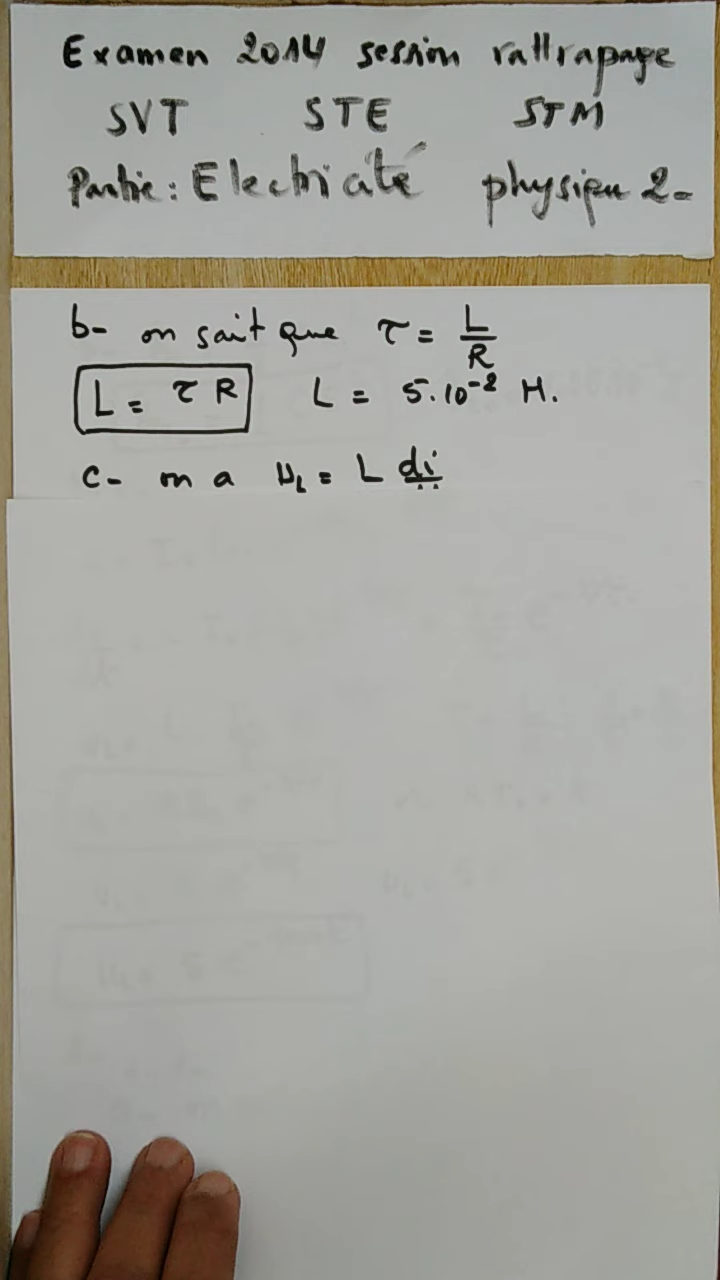 Examen 2014 session rattrapage
SVT STE STM
Partie : Electricité physique 2-
b- on sait que τ = L/R
L = τ R L = 5.10⁻² H.
c- on a u_L = L di